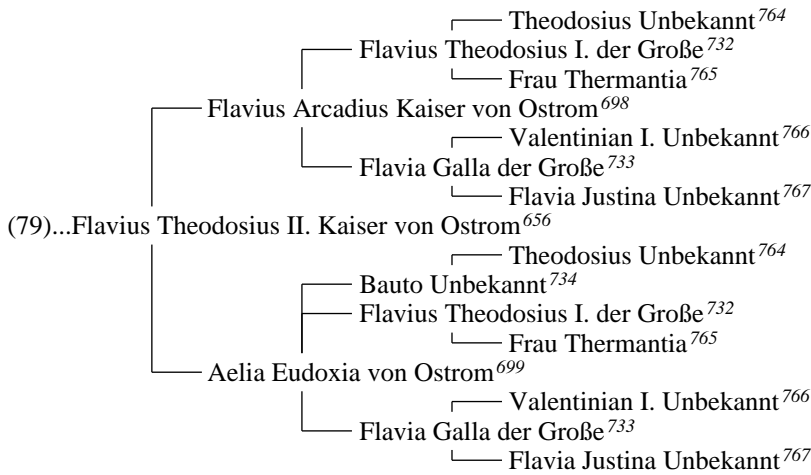 Theodosius Unbekannt764
Flavius Theodosius I. der Große732
Frau Thermantia765
Flavius Arcadius Kaiser von Ostrom698
Valentinian I. Unbekannt766
Flavia Galla der Große733
Flavia Justina Unbekannt767
(79)...Flavius Theodosius II. Kaiser von Ostrom656
Theodosius Unbekannt764
Bauto Unbekannt734
Flavius Theodosius I. der Große732
Frau Thermantia765
Aelia Eudoxia von Ostrom699
Valentinian I. Unbekannt766
Flavia Galla der Große733
Flavia Justina Unbekannt767